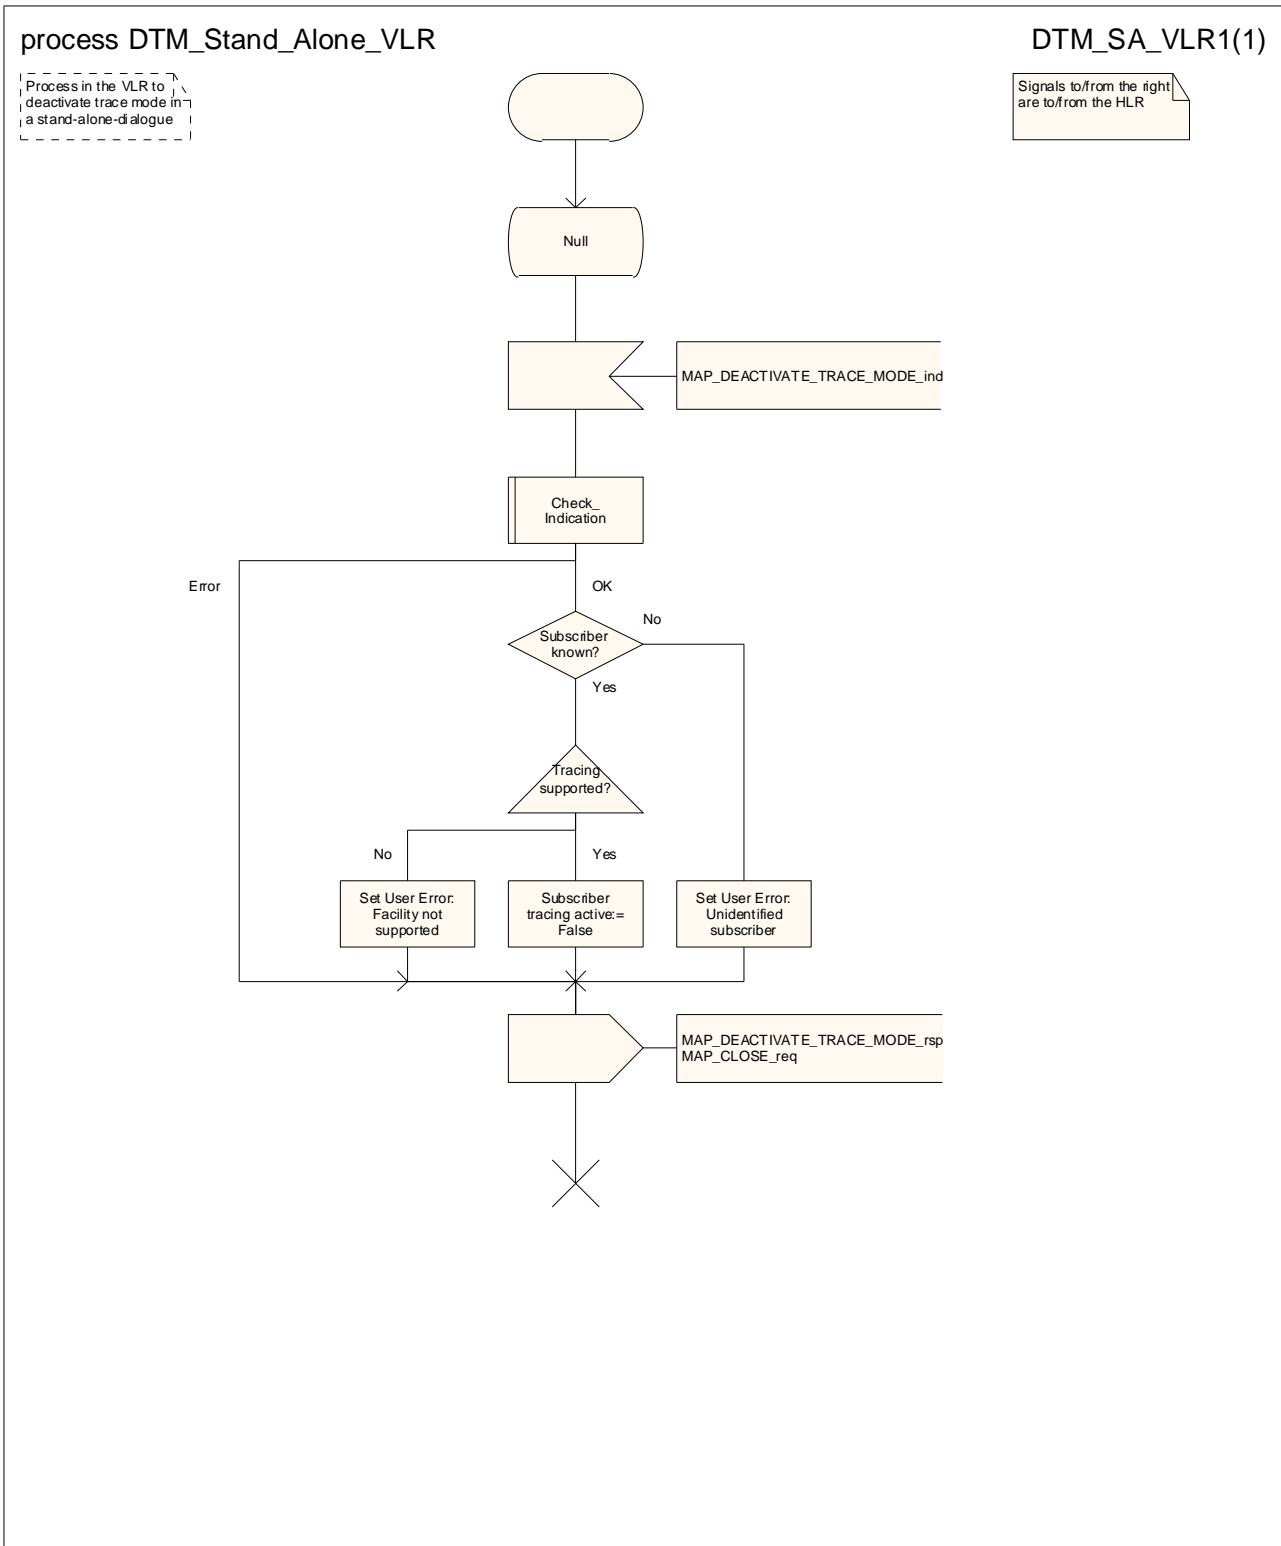 process DTM_Stand_Alone_VLR
DTM_SA_VLR1(1)
Process in the VLR to
deactivate trace mode in
a stand-alone-dialogue
Signals to/from the right
are to/from the HLR
Null
MAP_DEACTIVATE_TRACE_MODE_ind
Check_
Indication
Error
OK
Subscriber
known?
No
Yes
Tracing
supported?
No
Yes
Set User Error:
Facility not
supported
Subscriber
tracing active:=
False
Set User Error:
Unidentified
subscriber
MAP_DEACTIVATE_TRACE_MODE_rsp
MAP_CLOSE_req